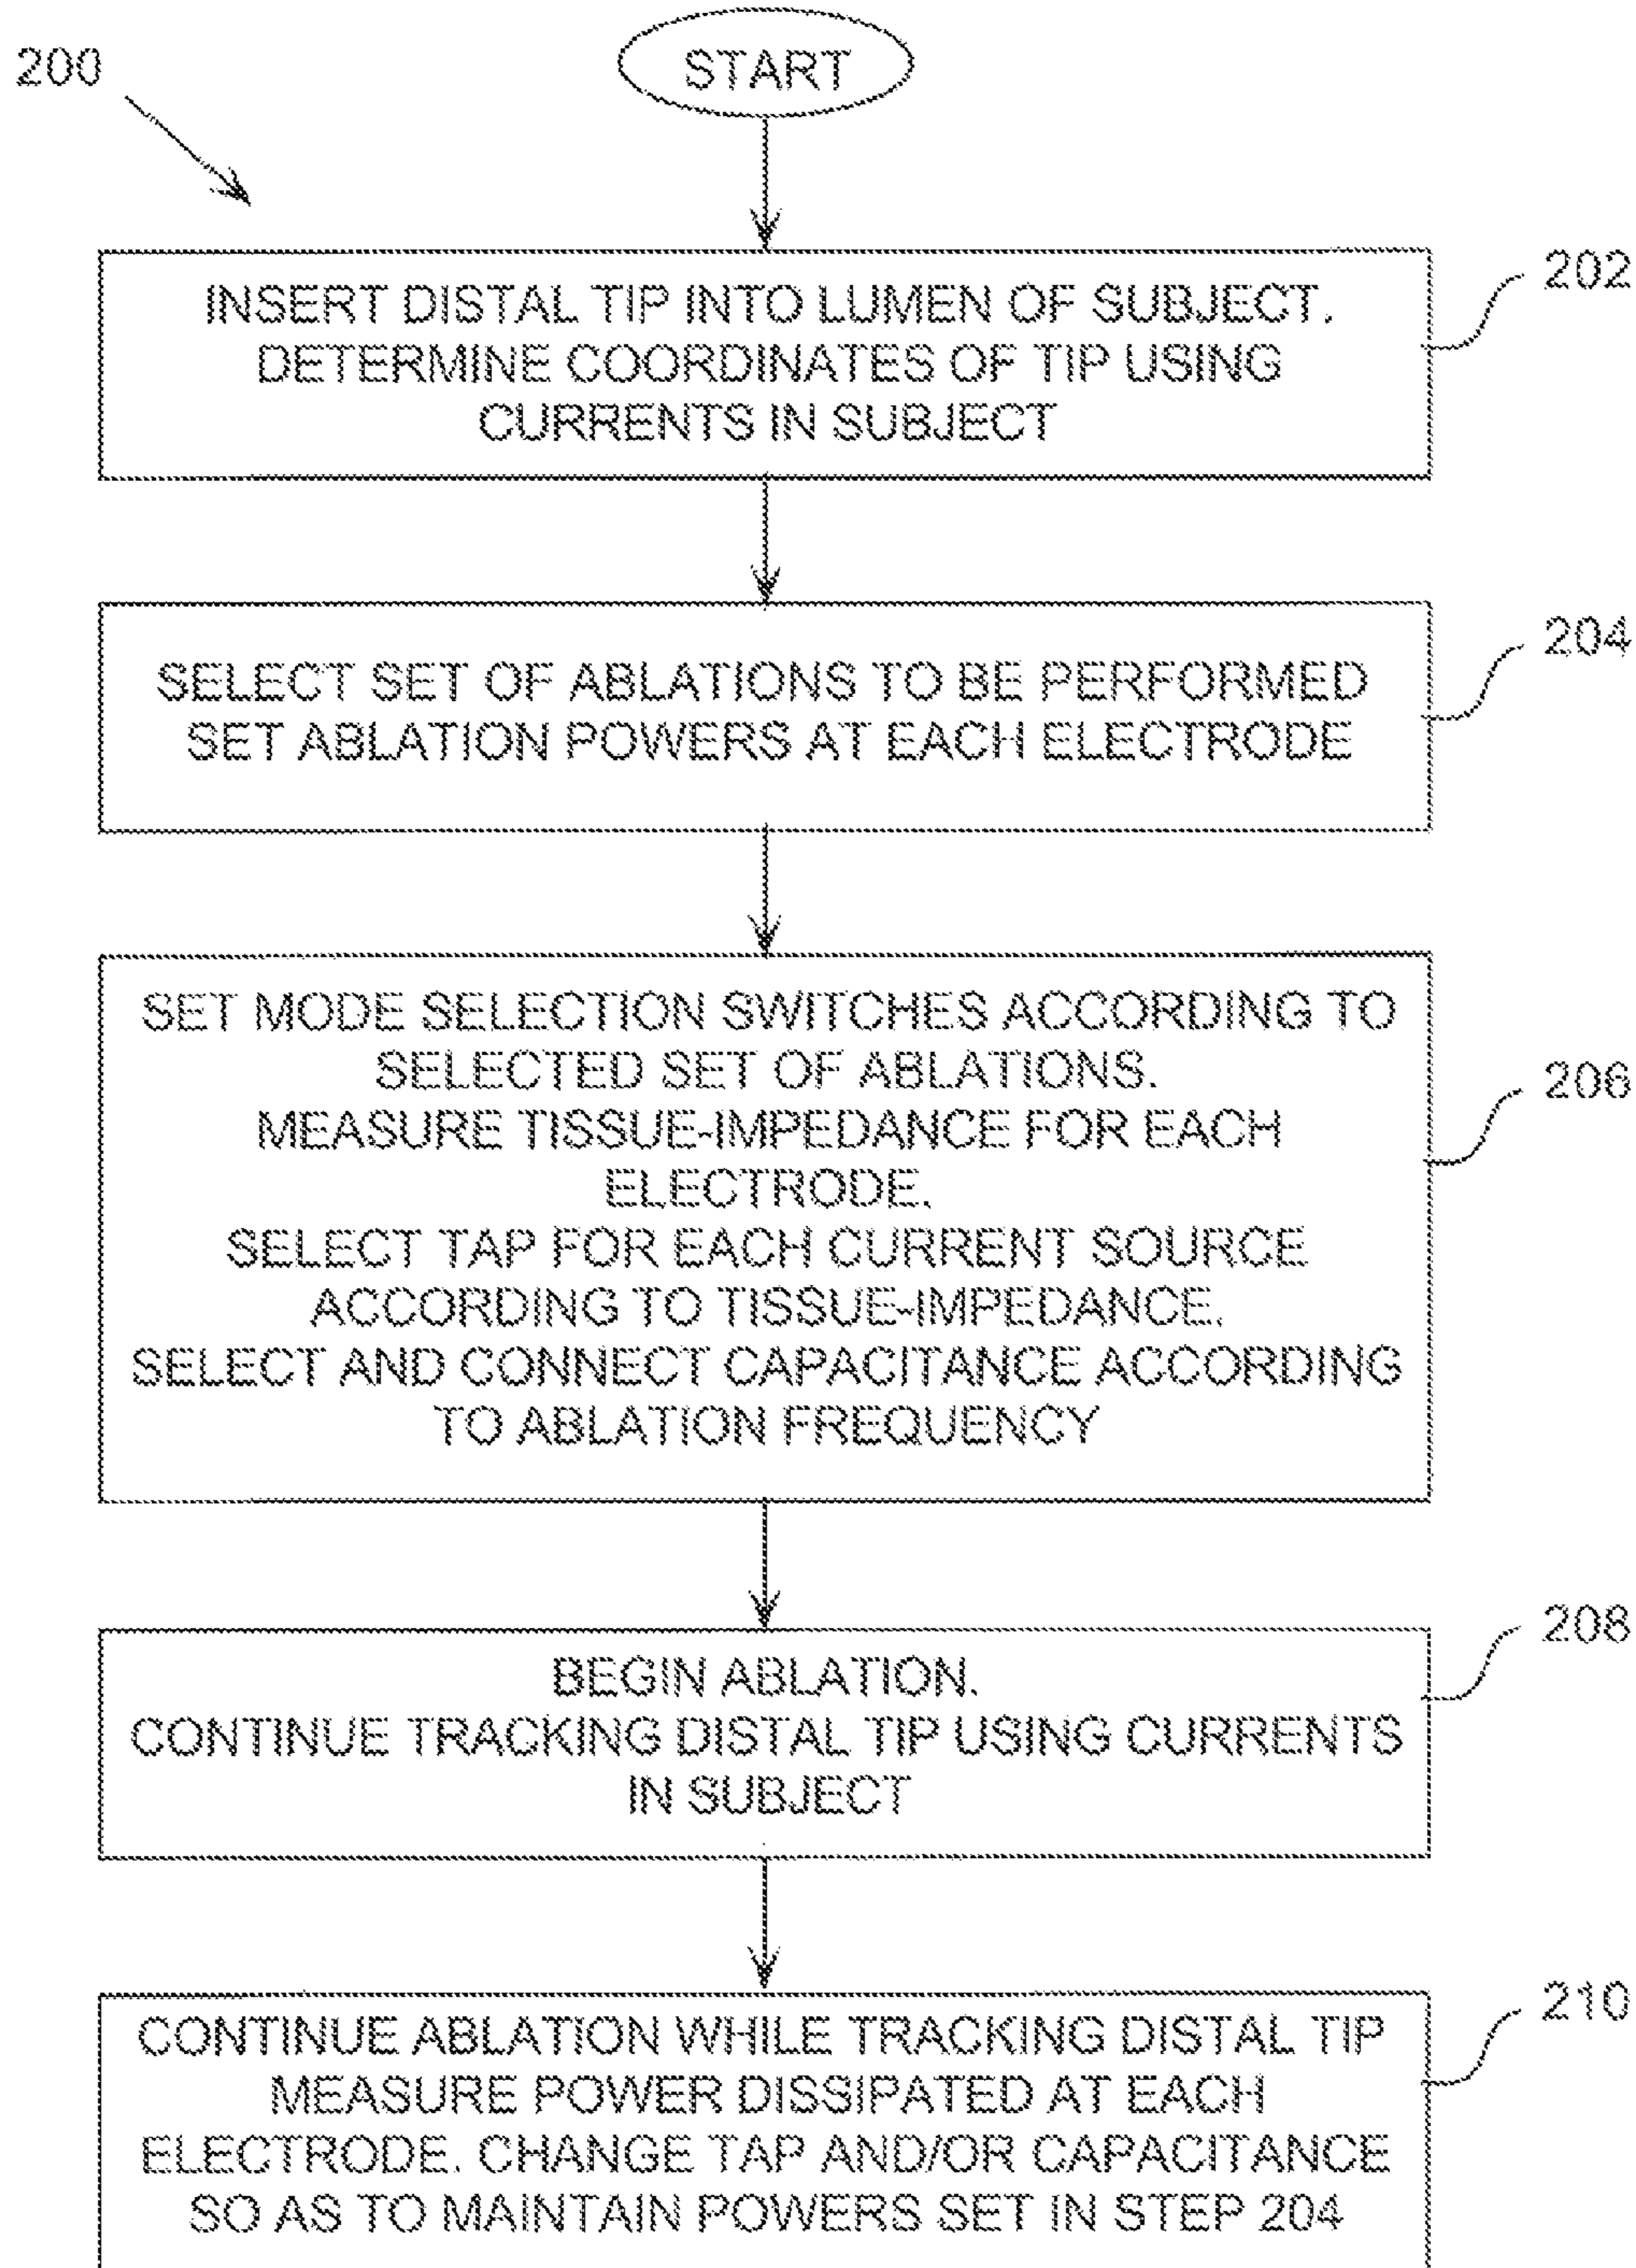 200
START
202
INSERT DISTAL TIP INTO LUMEN OF SUBJECT.
DETERMINE COORDINATES OF TIP USING
CURRENTS IN SUBJECT
204
SELECT SET OF ABLATIONS TO BE PERFORMED
SET ABLATION POWERS AT EACH ELECTRODE
206
SET MODE SELECTION SWITCHES ACCORDING TO
SELECTED SET OF ABLATIONS.
MEASURE TISSUE-IMPEDANCE FOR EACH
ELECTRODE.
SELECT TAP FOR EACH CURRENT SOURCE
ACCORDING TO TISSUE-IMPEDANCE.
SELECT AND CONNECT CAPACITANCE ACCORDING
TO ABLATION FREQUENCY
208
BEGIN ABLATION.
CONTINUE TRACKING DISTAL TIP USING CURRENTS
IN SUBJECT
210
CONTINUE ABLATION WHILE TRACKING DISTAL TIP
MEASURE POWER DISSIPATED AT EACH
ELECTRODE. CHANGE TAP AND/OR CAPACITANCE
SO AS TO MAINTAIN POWERS SET IN STEP 204